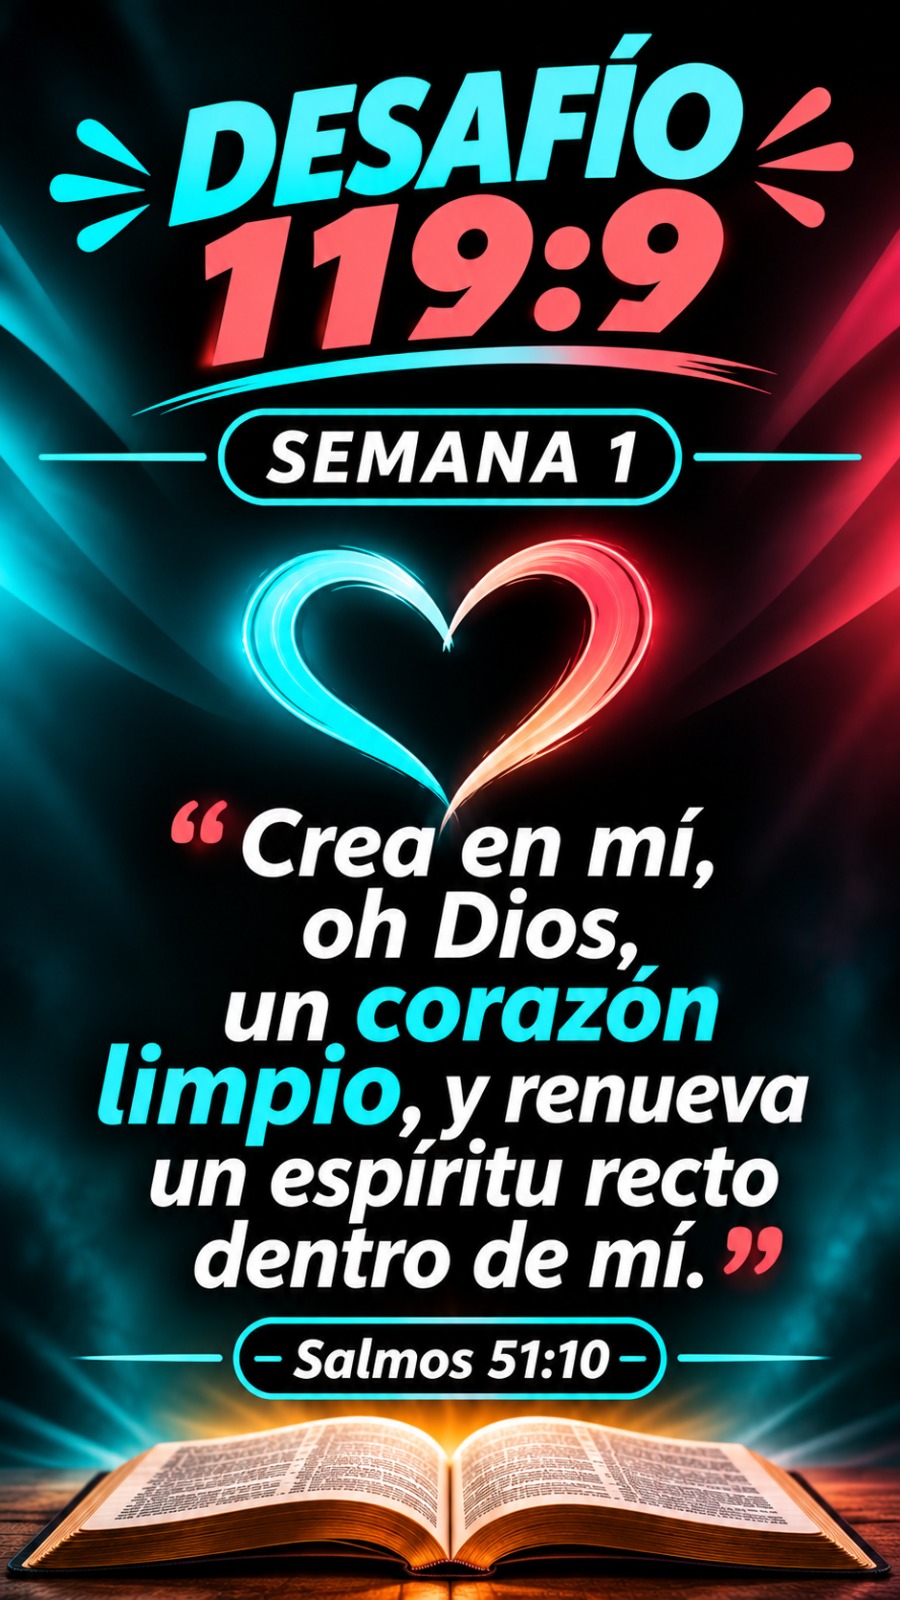 DESAFÍO
119:9
SEMANA 1
“Crea en mí,
oh Dios,
un corazón
limpio, y renueva
un espíritu recto
dentro de mí.”
- Salmos 51:10 -